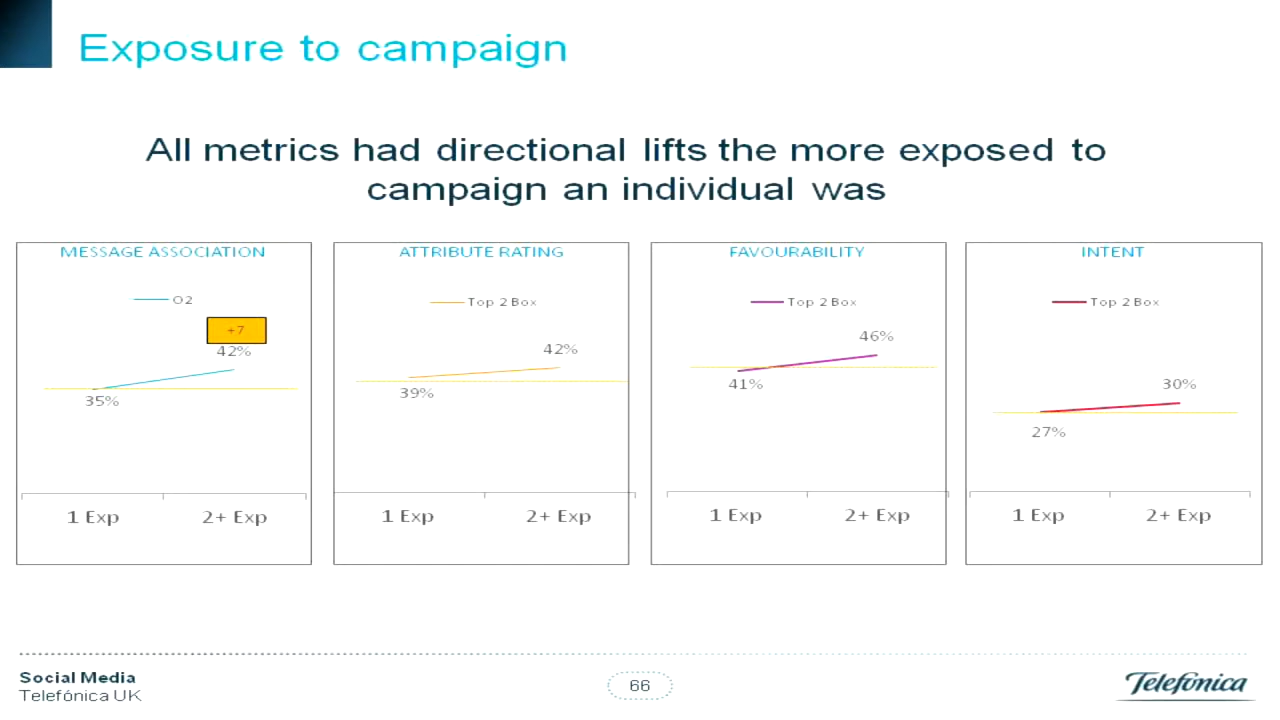 Exposure to campaign
All metrics had directional lifts the more exposed to
campaign an individual was
MESSAGE ASSOCIATION
O2
+7
42%
35%
1 Exp
2+ Exp
ATTRIBUTE RATING
Top 2 Box
42%
39%
1 Exp
2+ Exp
FAVOURABILITY
Top 2 Box
46%
41%
1 Exp
2+ Exp
INTENT
Top 2 Box
30%
27%
1 Exp
2+ Exp
Social Media
Telefónica UK
66
Telefónica